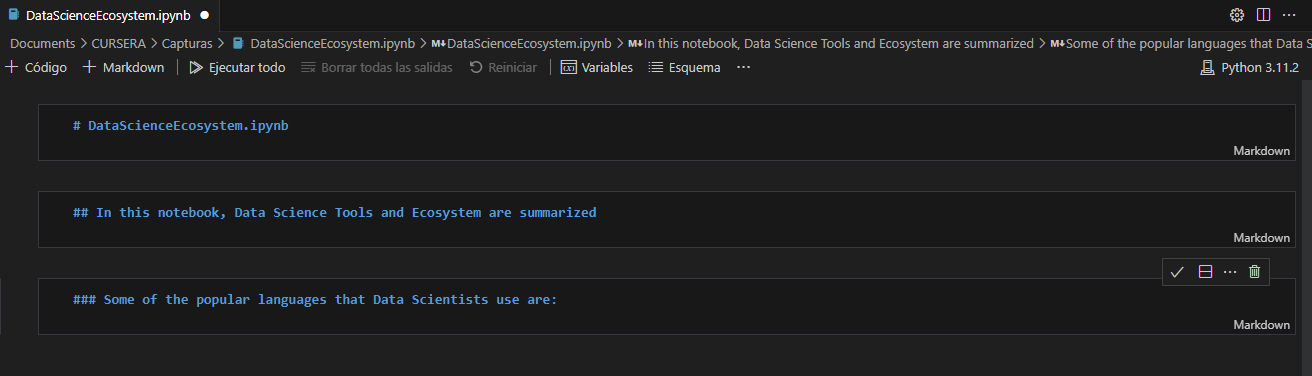 DataScienceEcosystem.ipynb
Documents > CURSERA > Capturas > DataScienceEcosystem.ipynb > M↓DataScienceEcosystem.ipynb > M↓In this notebook, Data Science Tools and Ecosystem are summarized > M↓Some of the popular languages that Data S
+ Código + Markdown | Ejecutar todo Borrar todas las salidas Reiniciar | Variables Esquema ··· Python 3.11.2
# DataScienceEcosystem.ipynb
Markdown
## In this notebook, Data Science Tools and Ecosystem are summarized
Markdown
### Some of the popular languages that Data Scientists use are:
Markdown